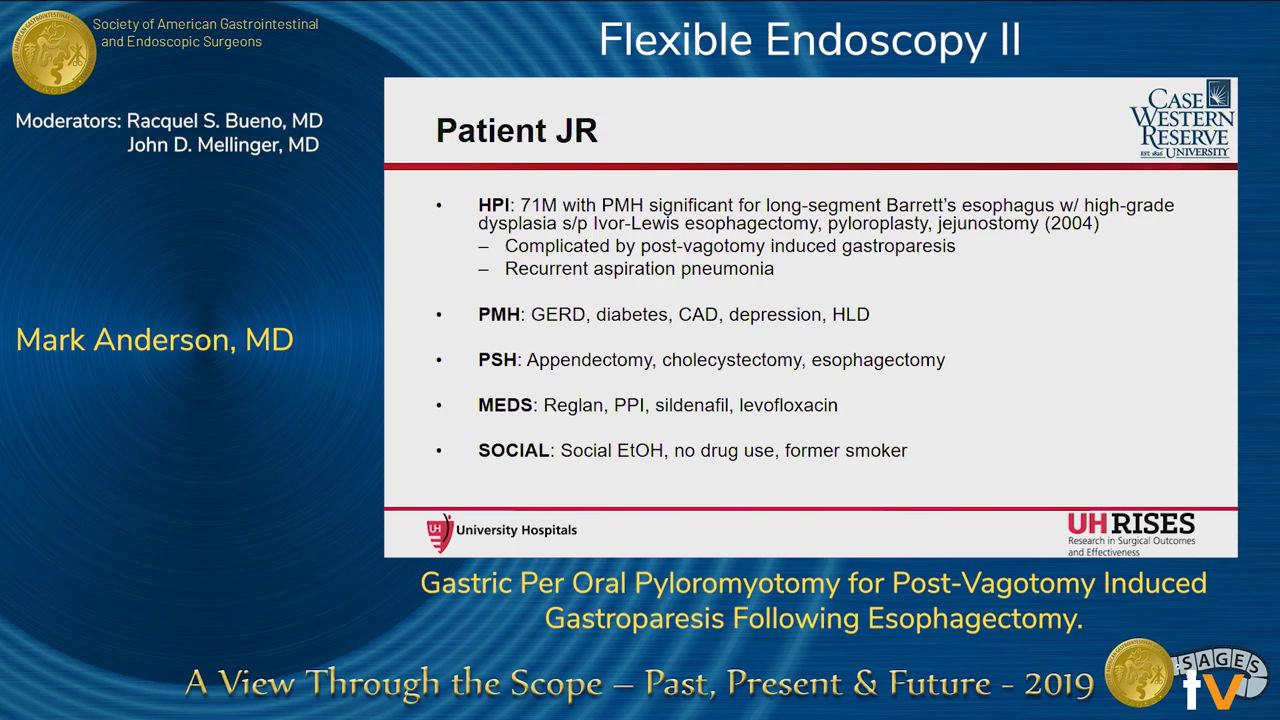 Society of American Gastrointestinal
and Endoscopic Surgeons
Flexible Endoscopy II
Moderators: Racquel S. Bueno, MD
John D. Mellinger, MD
Mark Anderson, MD
Patient JR
CASE
WESTERN
RESERVE
EST. 1826 UNIVERSITY
• HPI: 71M with PMH significant for long-segment Barrett's esophagus w/ high-grade
dysplasia s/p Ivor-Lewis esophagectomy, pyloroplasty, jejunostomy (2004)
– Complicated by post-vagotomy induced gastroparesis
– Recurrent aspiration pneumonia
• PMH: GERD, diabetes, CAD, depression, HLD
• PSH: Appendectomy, cholecystectomy, esophagectomy
• MEDS: Reglan, PPI, sildenafil, levofloxacin
• SOCIAL: Social EtOH, no drug use, former smoker
UH University Hospitals
UH RISES
Research in Surgical Outcomes
and Effectiveness
Gastric Per Oral Pyloromyotomy for Post-Vagotomy Induced
Gastroparesis Following Esophagectomy.
A View Through the Scope – Past, Present & Future - 2019
SAGES
tv